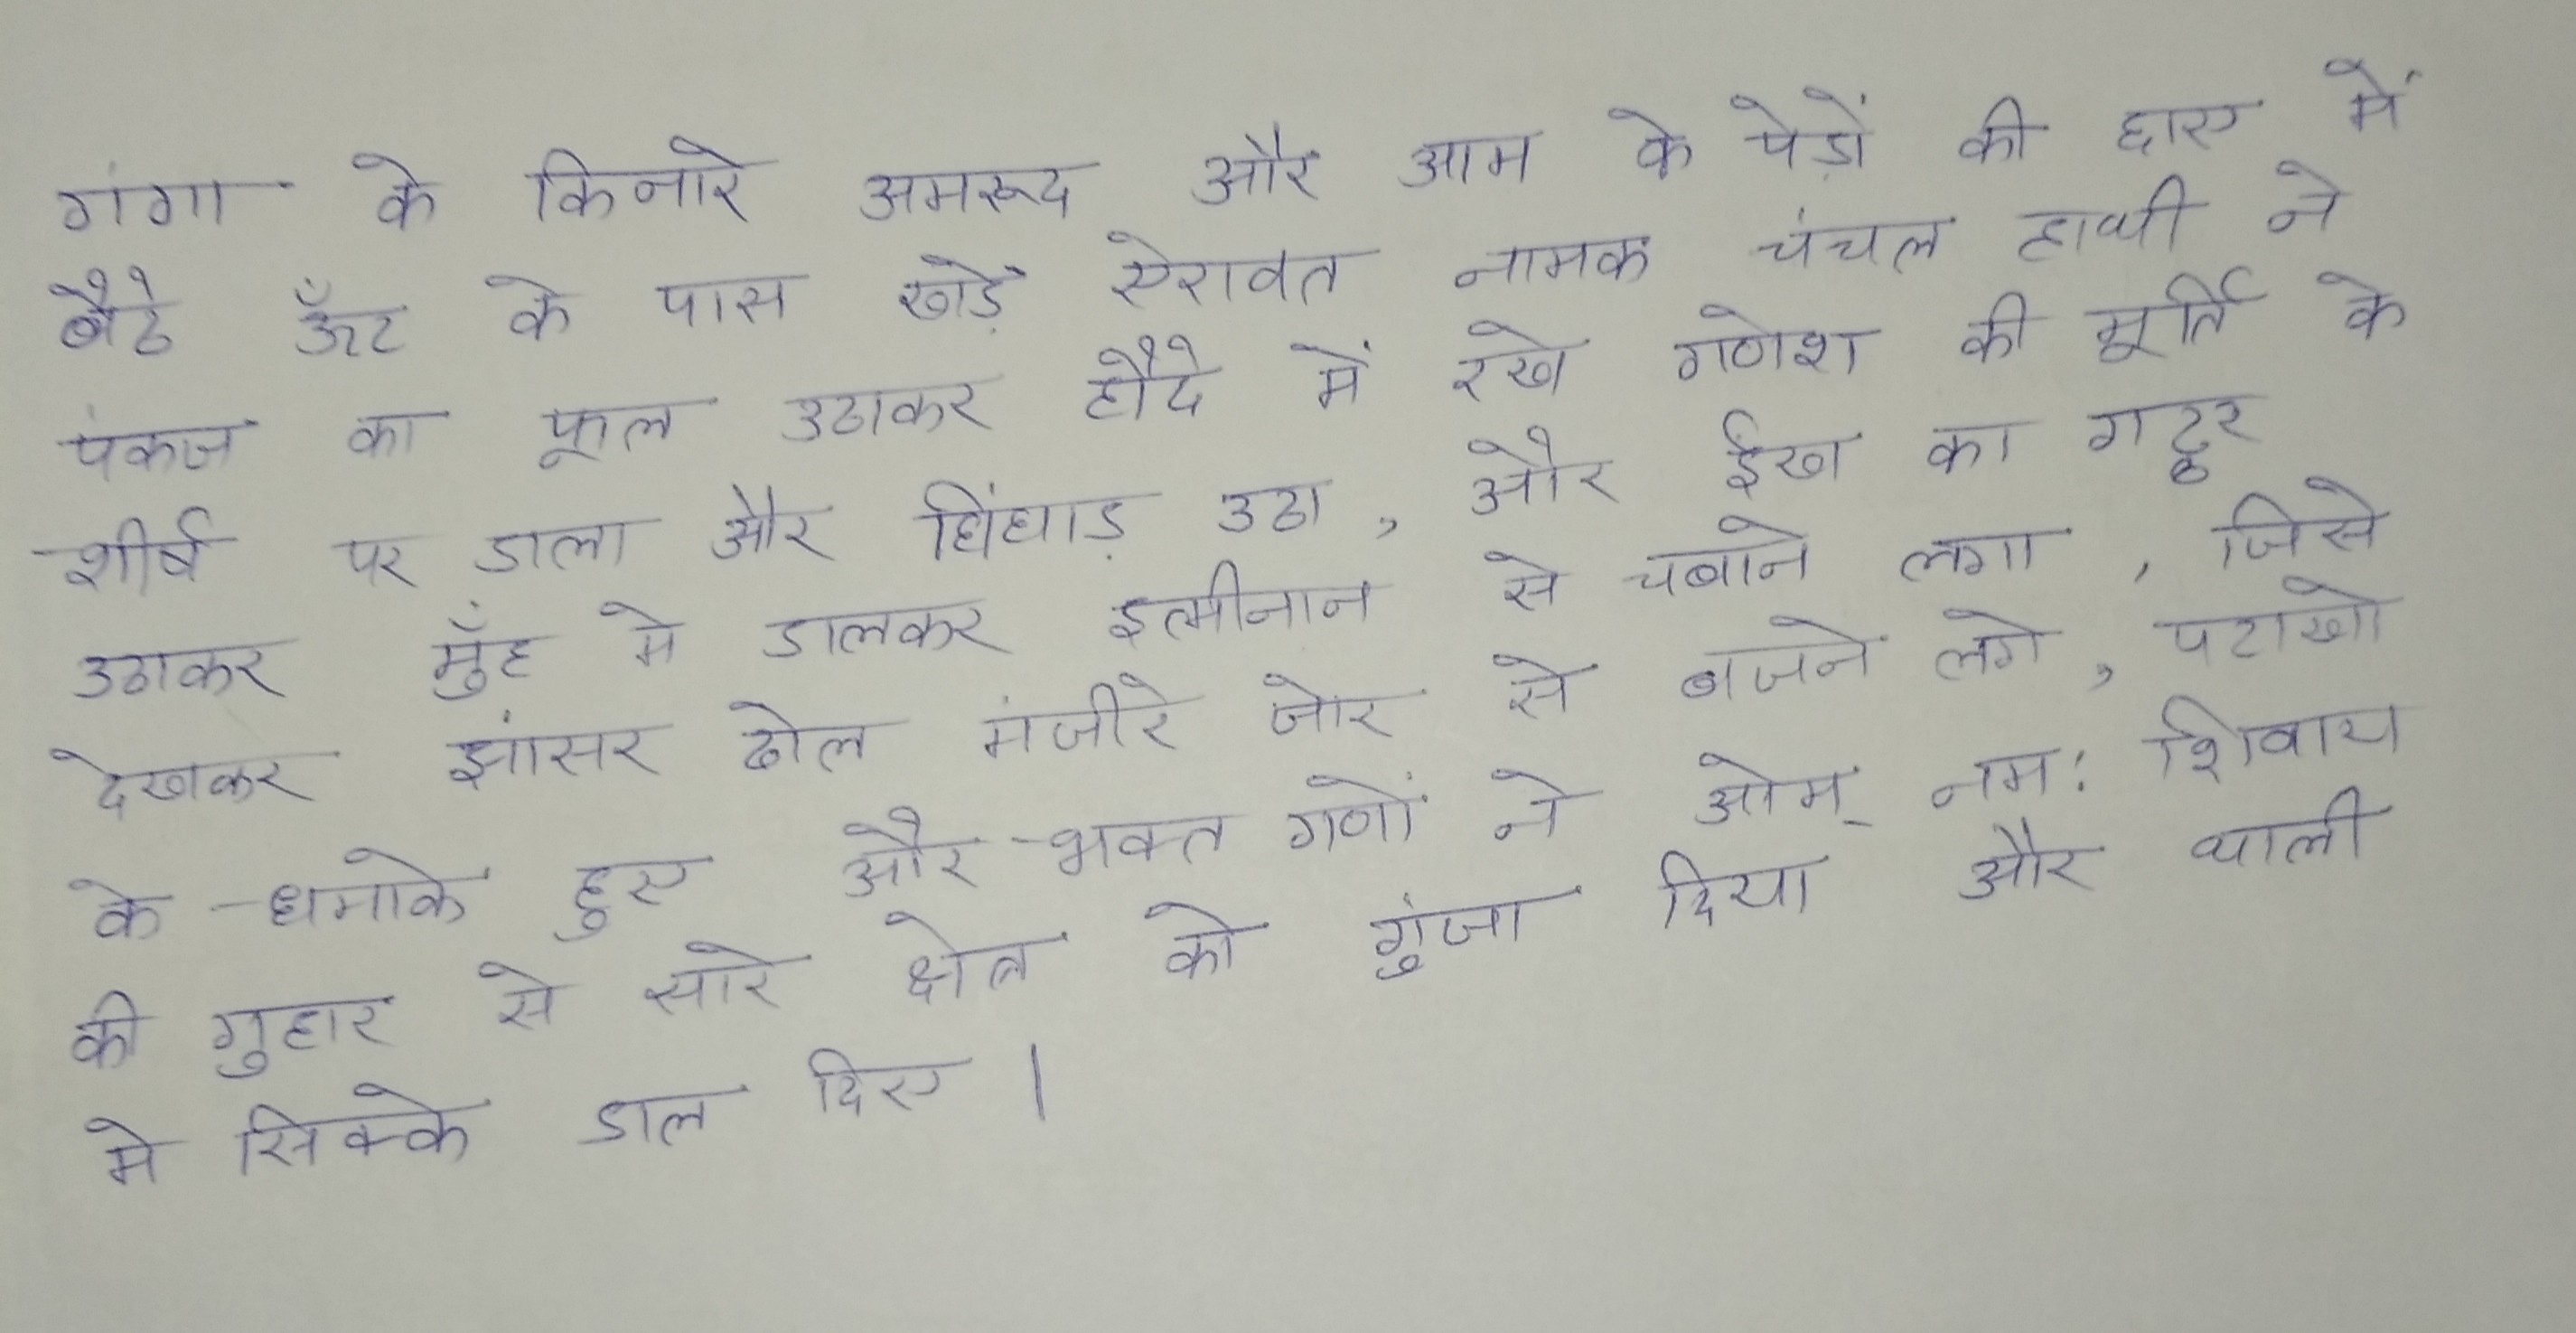 गंगा के किनारे अमरूद और आम के पेड़ों की छाए में
बैठे ऊँट के पास खड़े ऐरावत नामक चंचल हाथी ने
पंकज का फूल उठाकर हौदे में रखे गणेश की मूर्ति के
शीर्ष पर डाला और घिंघाड़ उठा, और ईख का गट्ठर
उठाकर मुँह मे डालकर इत्मीनान से चबाने लगा, जिसे
देखकर झांसर ढोल मंजीरे जोर से बजने लगे, पटाखो
के धमाके हुए और भक्त गणों ने ओम् नम: शिवाय
की गुहार से सारे क्षेत्र को गुंजा दिया और थाली
मे सिक्के डाल दिए।